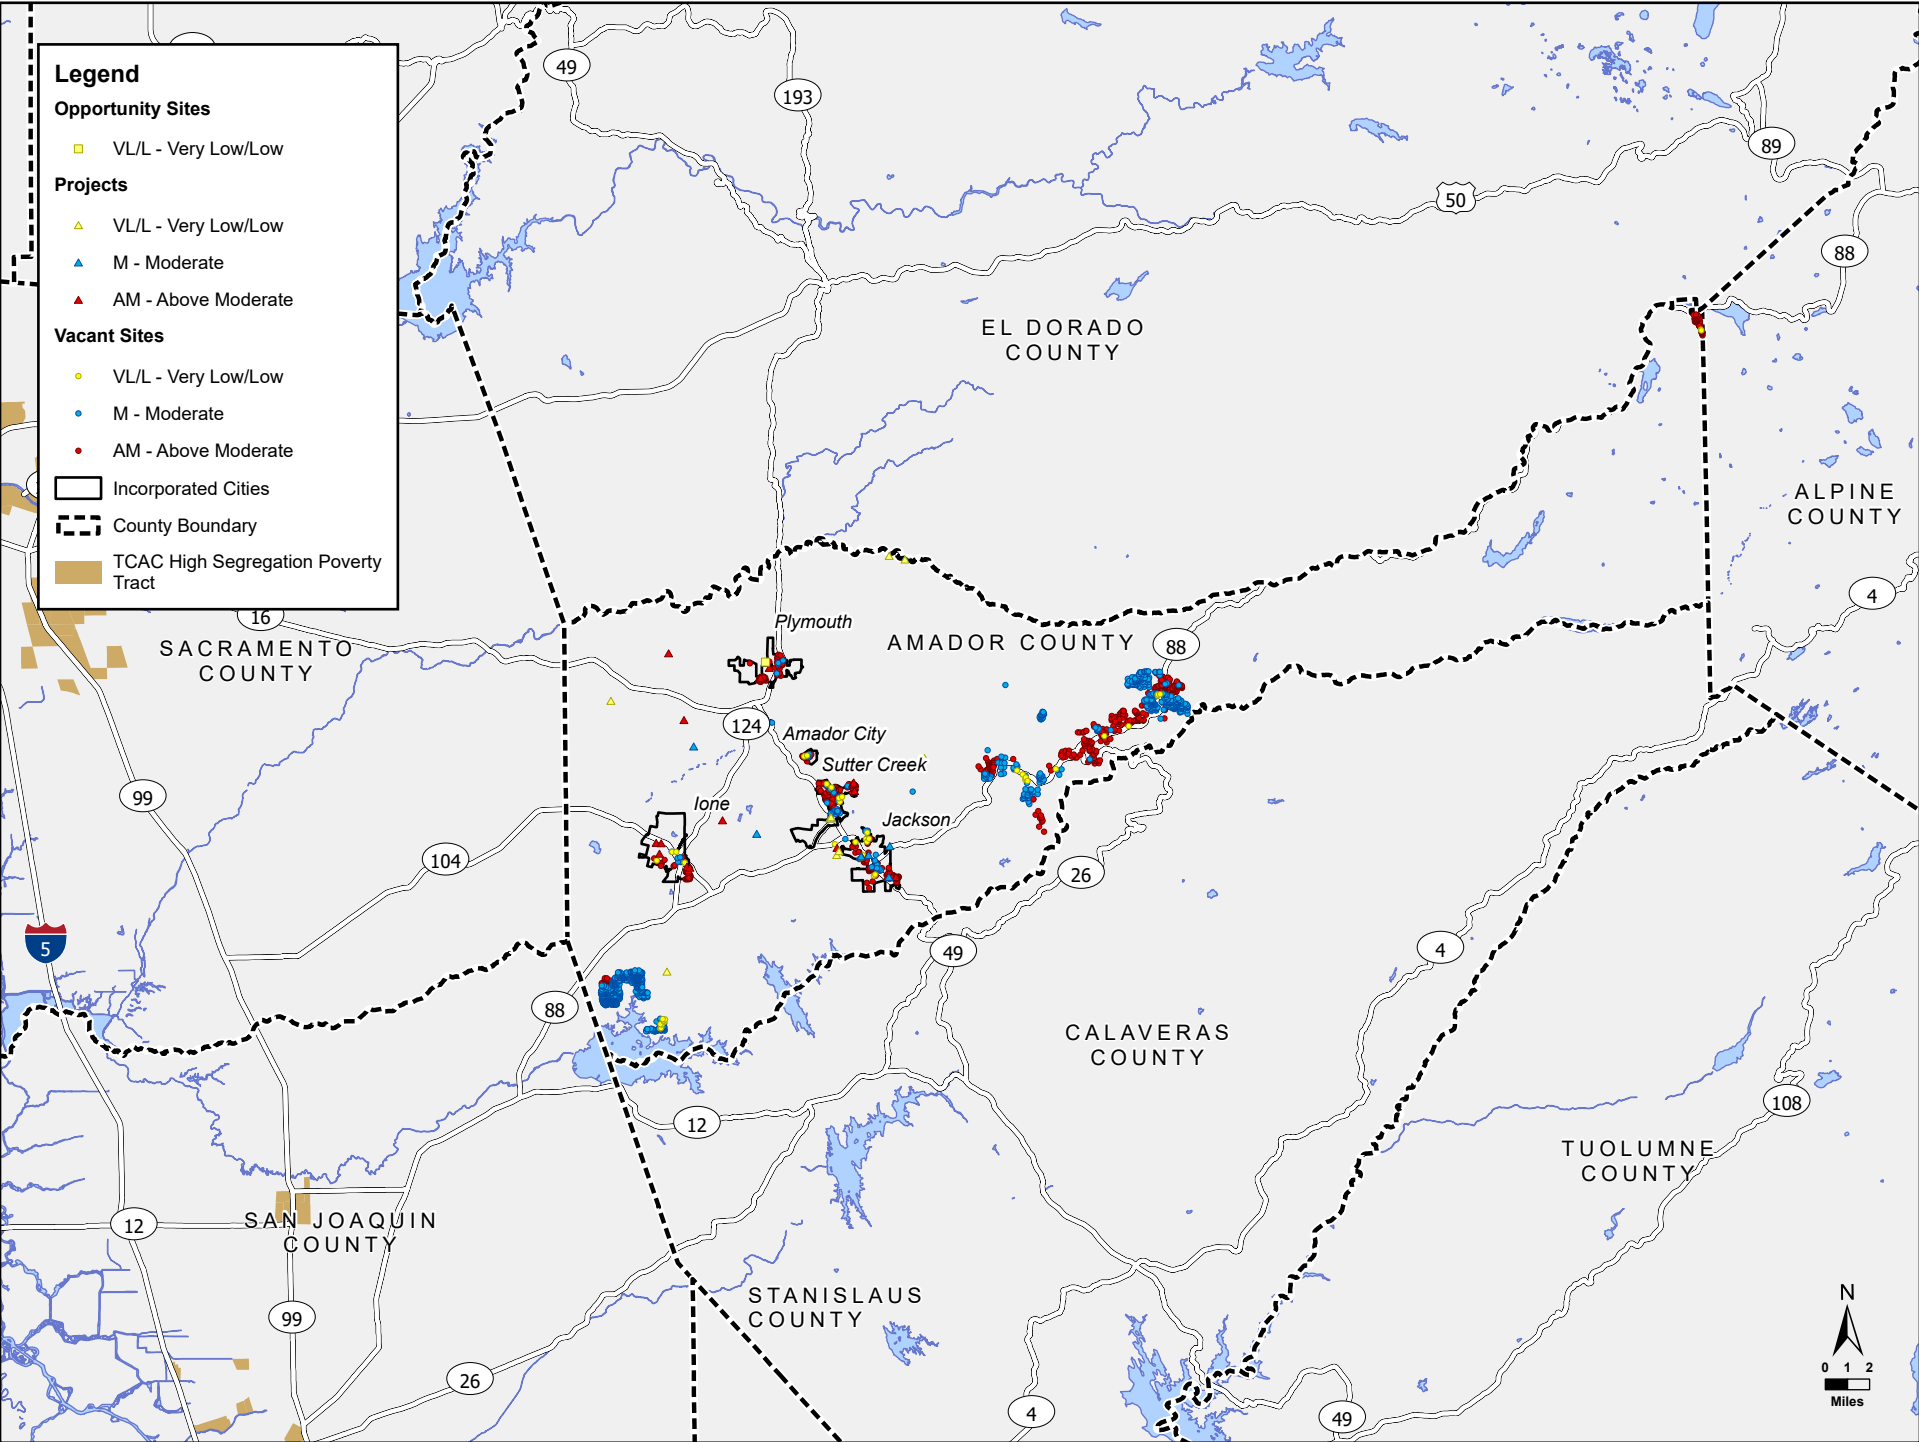 Legend
Opportunity Sites
VL/L - Very Low/Low
Projects
VL/L - Very Low/Low
M - Moderate
AM - Above Moderate
Vacant Sites
VL/L - Very Low/Low
M - Moderate
AM - Above Moderate
Incorporated Cities
County Boundary
TCAC High Segregation Poverty
Tract
49
193
89
50
88
EL DORADO
COUNTY
ALPINE
COUNTY
4
16
SACRAMENTO
COUNTY
Plymouth
AMADOR COUNTY
88
124
Amador City
Sutter Creek
99
Ione
Jackson
104
26
5
49
4
88
CALAVERAS
COUNTY
108
12
TUOLUMNE
COUNTY
12
SAN JOAQUIN
COUNTY
STANISLAUS
COUNTY
99
26
4
49
N
0 1 2
Miles